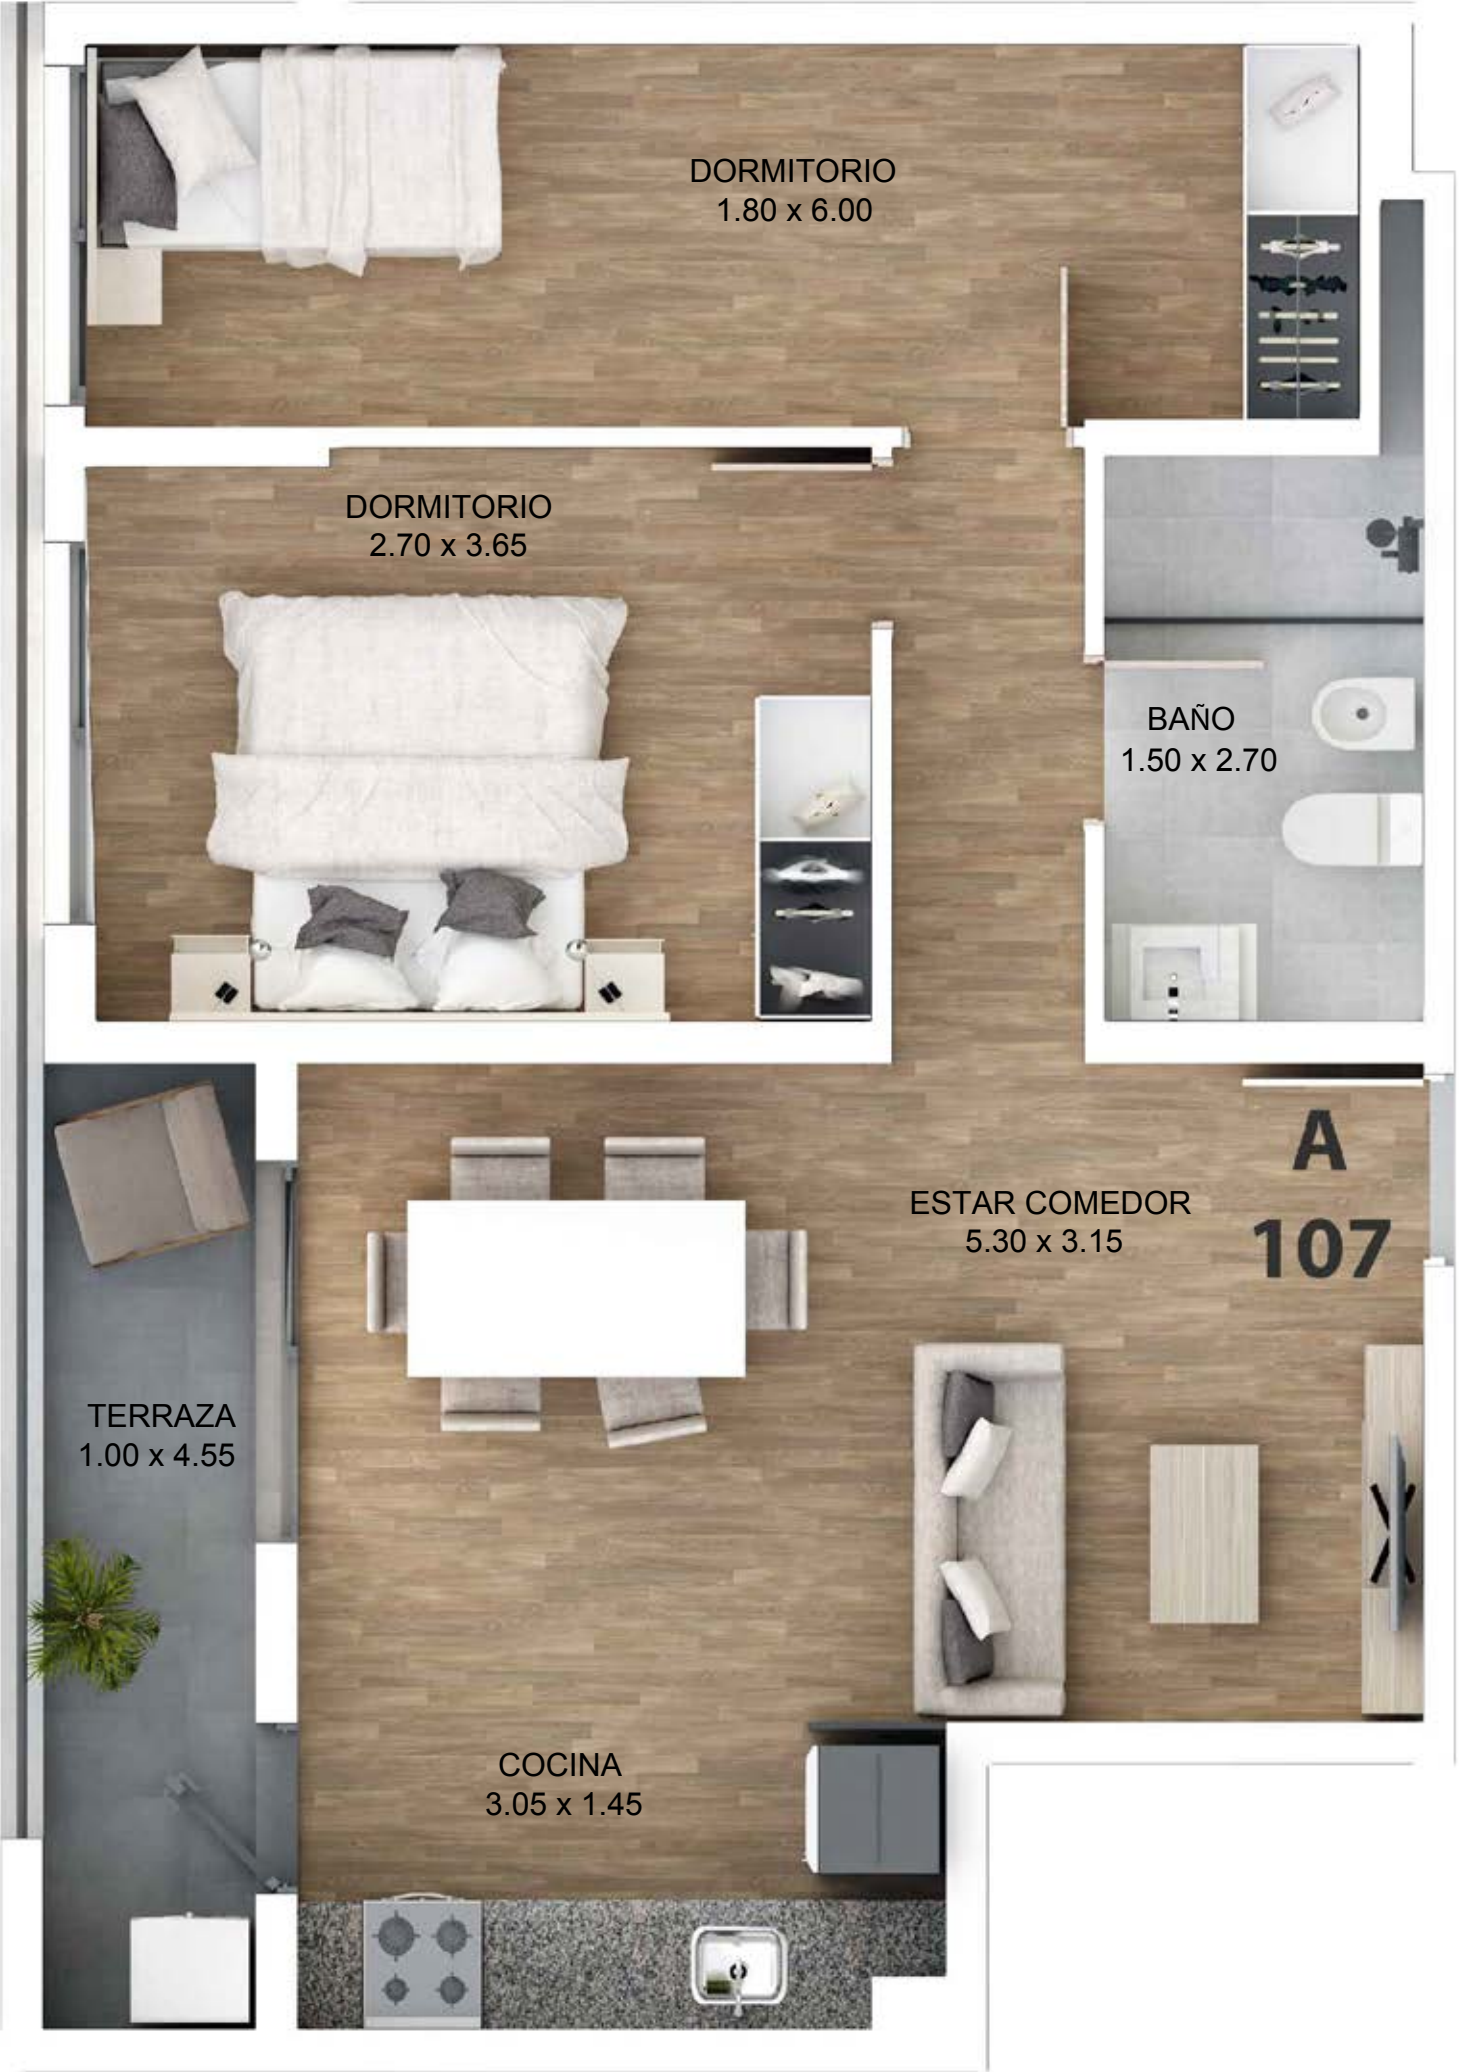 DORMITORIO
1.80 x 6.00
DORMITORIO
2.70 x 3.65
BAÑO
1.50 x 2.70
A
107
ESTAR COMEDOR
5.30 x 3.15
TERRAZA
1.00 x 4.55
COCINA
3.05 x 1.45